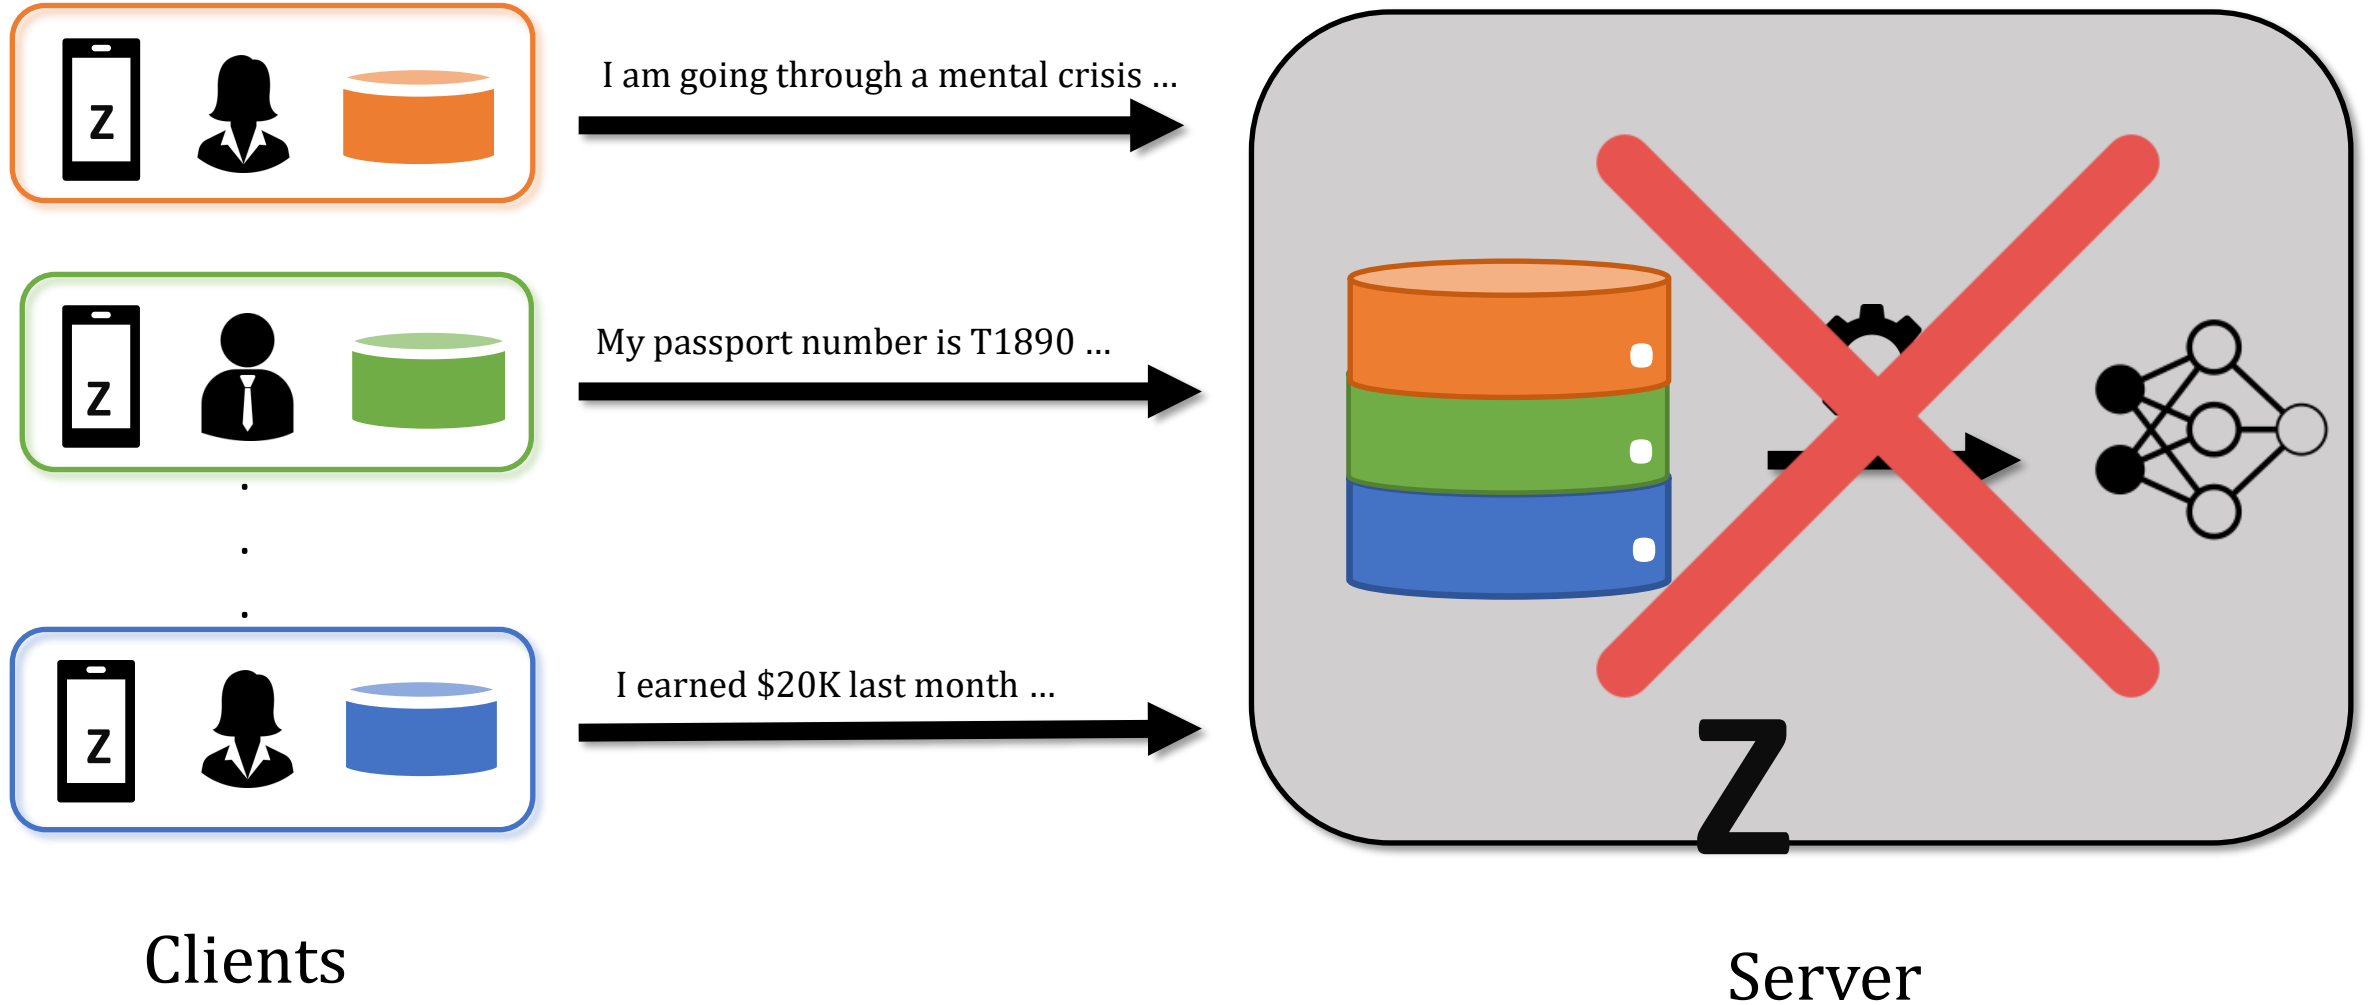 Z
I am going through a mental crisis ...
Z
My passport number is T1890 ...
Z
I earned $20K last month ...
Z
Clients
Server